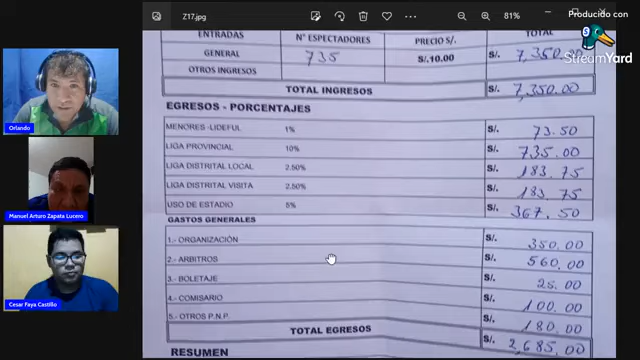 Z17.jpg
81%
Producido con
StreamYard
ENTRADAS N° ESPECTADORES PRECIO S/. TOTAL
GENERAL 735 S/.10.00 S/. 7,350.00
OTROS INGRESOS S/.
TOTAL INGRESOS S/. 7,350.00
EGRESOS - PORCENTAJES
MENORES -LIDEFUL 1% S/. 73.50
LIGA PROVINCIAL 10% S/. 735.00
LIGA DISTRITAL LOCAL 2.50% S/. 183.75
LIGA DISTRITAL VISITA 2.50% S/. 183.75
USO DE ESTADIO 5% S/. 367.50
GASTOS GENERALES
1.- ORGANIZACIÓN S/. 350.00
2.- ARBITROS S/. 560.00
3.- BOLETAJE S/. 25.00
4.- COMISARIO S/. 100.00
5.- OTROS P.N.P. S/. 180.00
TOTAL EGRESOS S/. 2,685.00
RESUMEN
Orlando
Manuel Arturo Zapata Lucero
Cesar Faya Castillo